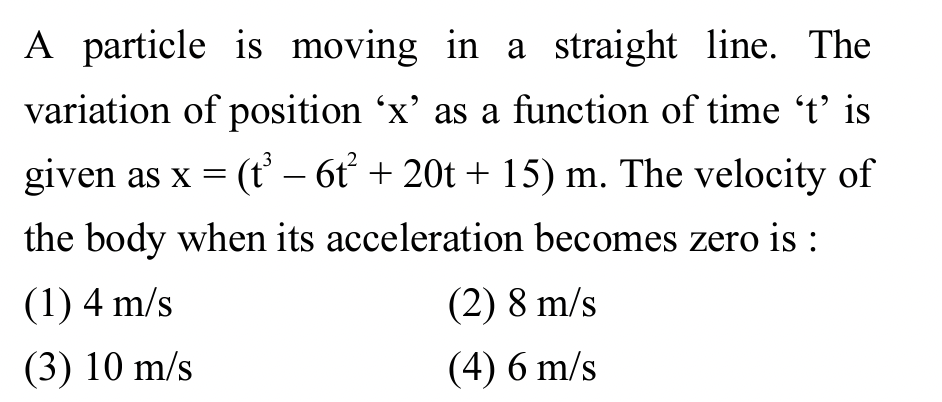 A particle is moving in a straight line. The
variation of position ‘x’ as a function of time ‘t’ is
given as x = (t³ – 6t² + 20t + 15) m. The velocity of
the body when its acceleration becomes zero is :
(1) 4 m/s (2) 8 m/s
(3) 10 m/s (4) 6 m/s